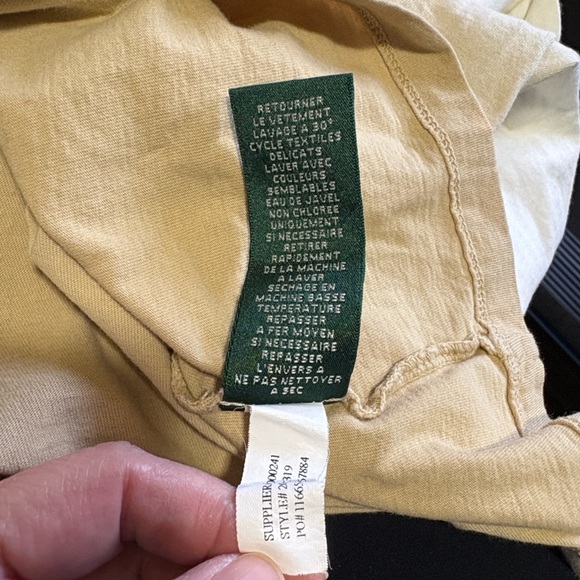 RETOURNER
LE VETEMENT
LAVAGE A 30°
CYCLE TEXTILES
DELICATS
LAVER AVEC
COULEURS
SEMBLABLES
EAU DE JAVEL
NON CHLOREE
UNIQUEMENT
SI NECESSAIRE
RETIRER
RAPIDEMENT
DE LA MACHINE
A LAVER
SECHAGE EN
MACHINE BASSE
TEMPERATURE
REPASSER
A FER MOYEN
SI NECESSAIRE
REPASSER
L'ENVERS A
NE PAS NETTOYER
A SEC